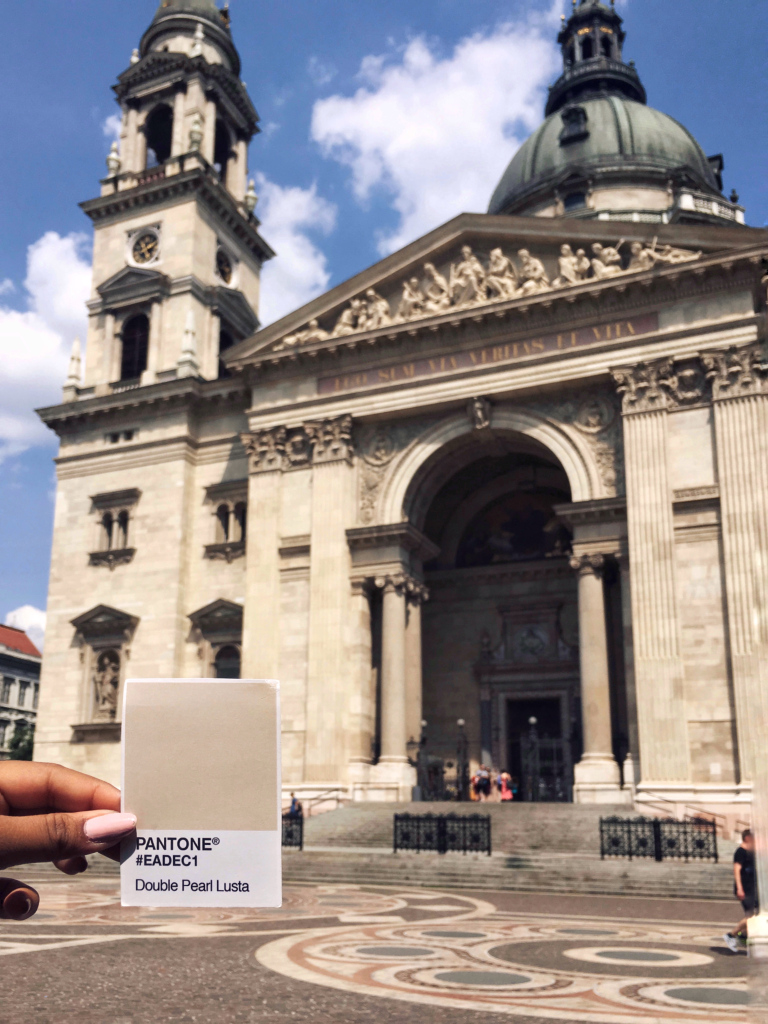 EGO SUM VIA VERITAS ET VITA
PANTONE®
#EADEC1
Double Pearl Lusta